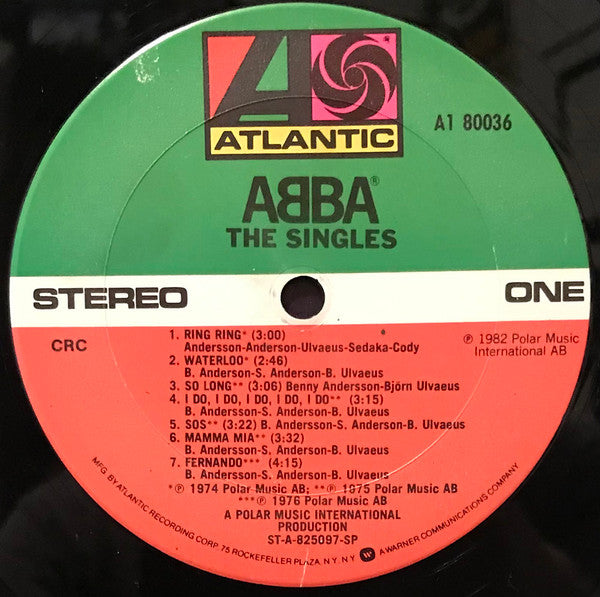 ATLANTIC
A1 80036
ABBA®
THE SINGLES
STEREO
ONE
CRC
℗ 1982 Polar Music
International AB
1. RING RING* (3:00)
Andersson-Anderson-Ulvaeus-Sedaka-Cody
2. WATERLOO* (2:46)
B. Anderson-S. Anderson-B. Ulvaeus
3. SO LONG** (3:06) Benny Andersson-Björn Ulvaeus
4. I DO, I DO, I DO, I DO, I DO** (3:15)
B. Andersson-S. Anderson-B. Ulvaeus
5. SOS** (3:22) B. Andersson-S. Anderson-B. Ulvaeus
6. MAMMA MIA** (3:32)
B. Andersson-S. Anderson-B. Ulvaeus
7. FERNANDO*** (4:15)
B. Andersson-S. Anderson-B. Ulvaeus
*℗ 1974 Polar Music AB; **℗ 1975 Polar Music AB
***℗ 1976 Polar Music AB
A POLAR MUSIC INTERNATIONAL
PRODUCTION
ST-A-825097-SP
MFG. BY ATLANTIC RECORDING CORP. 75 ROCKEFELLER PLAZA, N.Y. N.Y. W A WARNER COMMUNICATIONS COMPANY